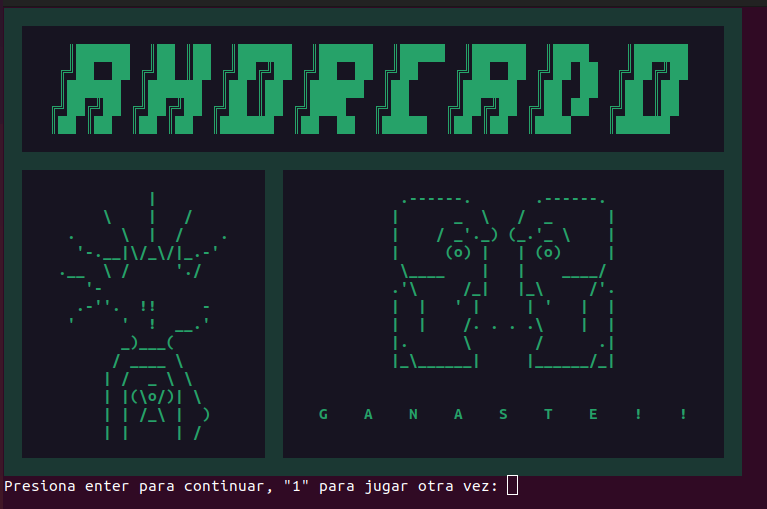 AHORCADO
G A N A S T E ! !
Presiona enter para continuar, "1" para jugar otra vez: